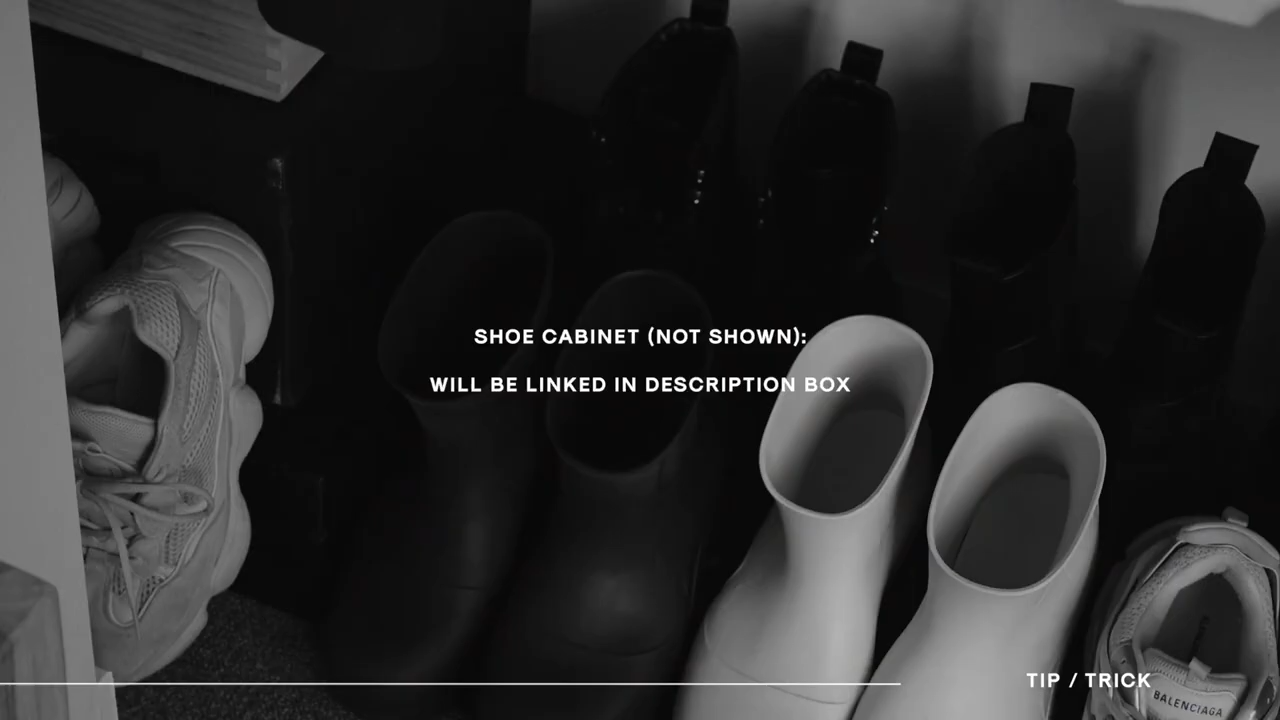 SHOE CABINET (NOT SHOWN):
WILL BE LINKED IN DESCRIPTION BOX
TIP / TRICK
BALENCIAGA